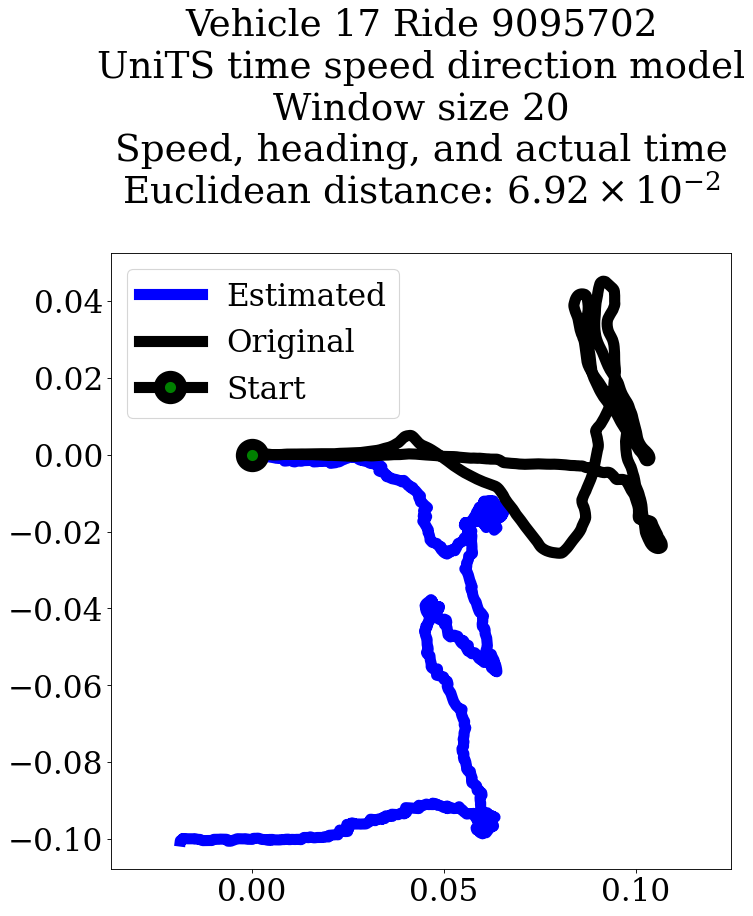 Vehicle 17 Ride 9095702
UniTS time speed direction model
Window size 20
Speed, heading, and actual time
Euclidean distance: 6.92 × 10⁻²
Estimated
Original
Start
0.04
0.02
0.00
−0.02
−0.04
−0.06
−0.08
−0.10
0.00 0.05 0.10